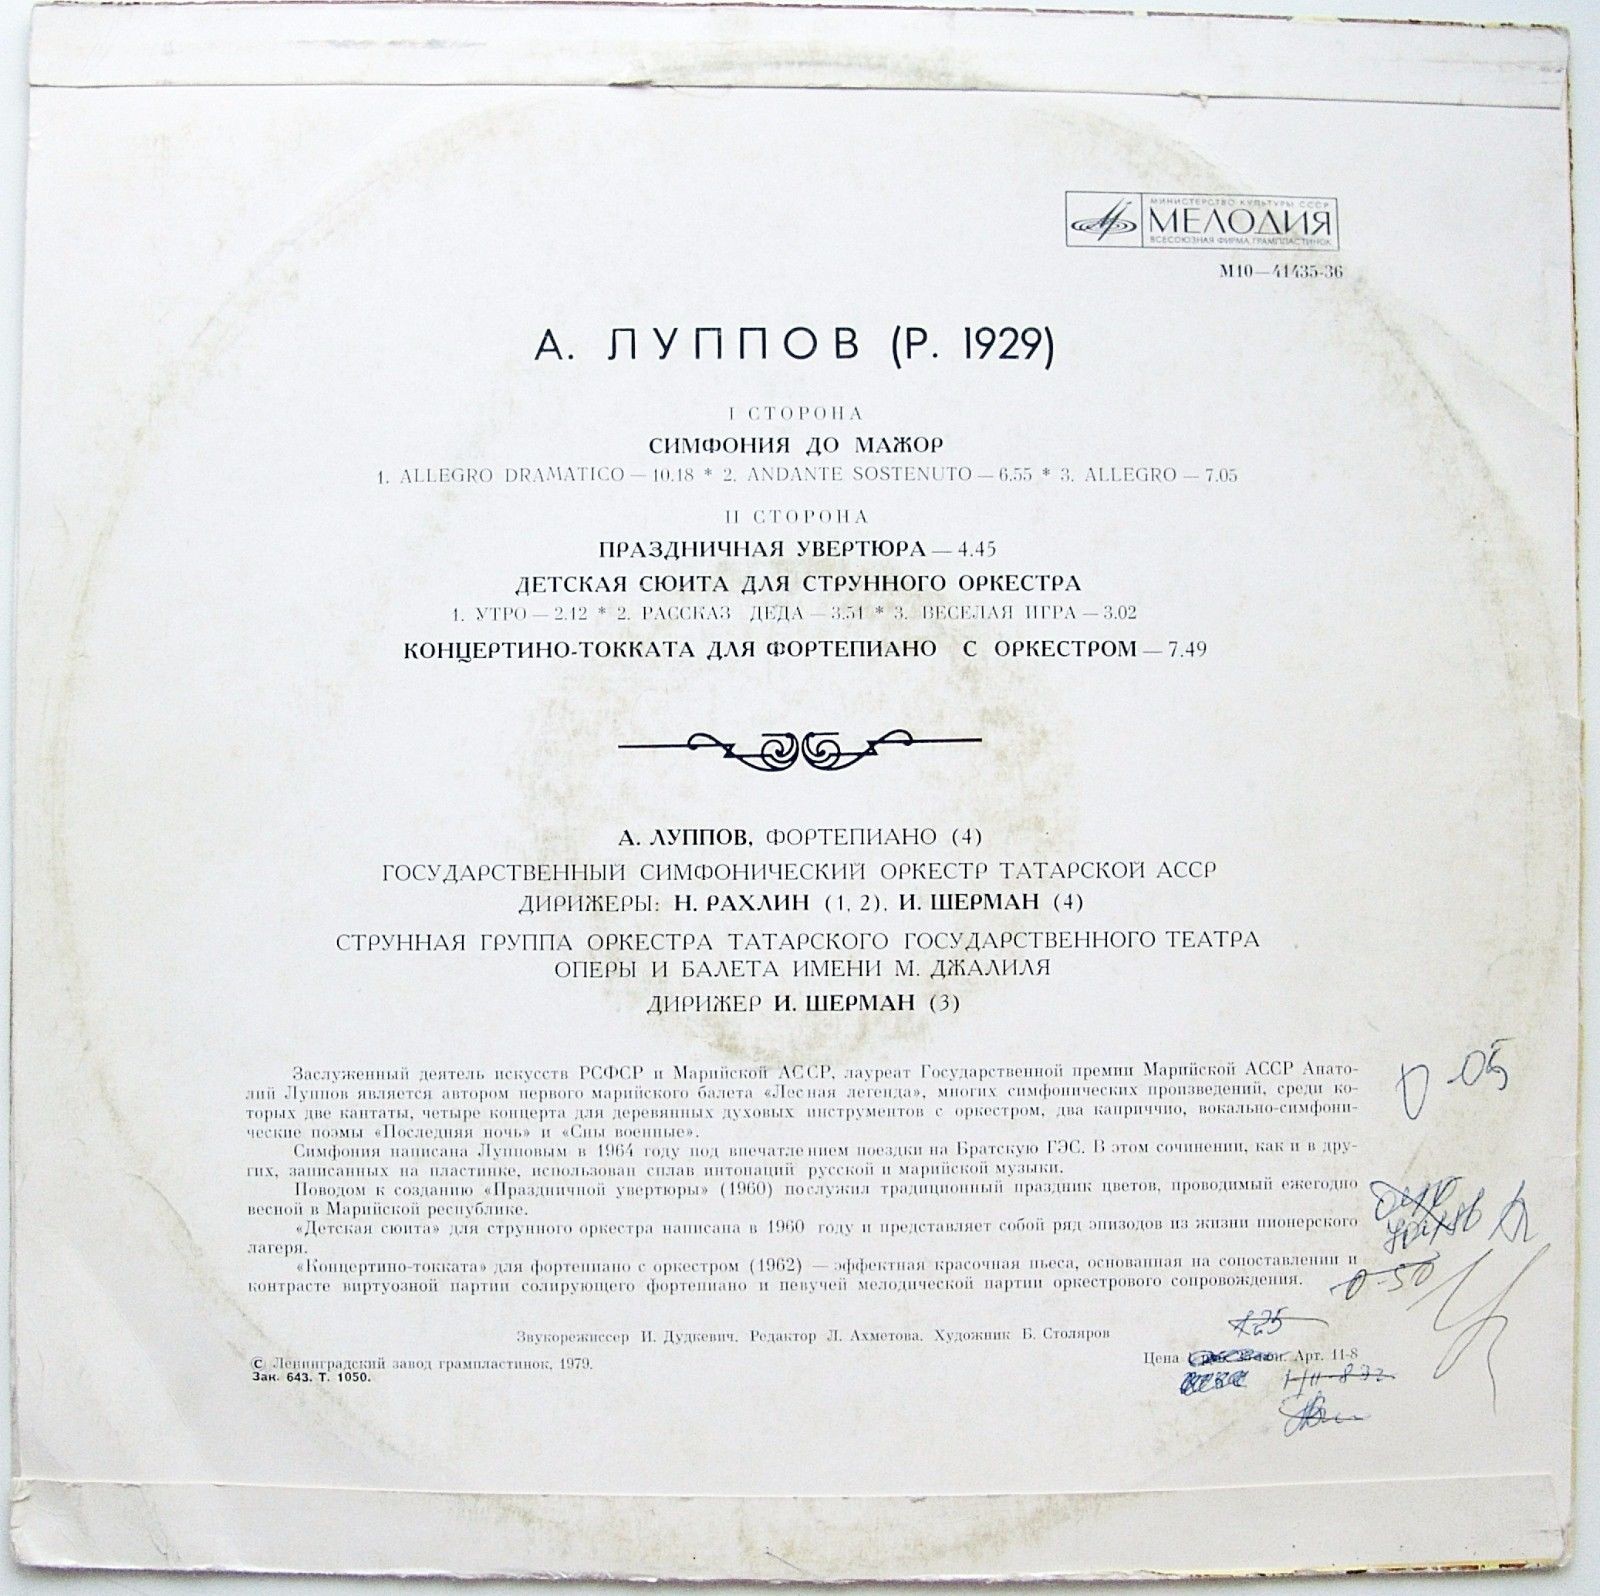 МИНИСТЕРСТВО КУЛЬТУРЫ СССР
МЕЛОДИЯ
ВСЕСОЮЗНАЯ ФИРМА ГРАМПЛАСТИНОК
М10—41435-36
А. ЛУППОВ (Р. 1929)
I СТОРОНА
СИМФОНИЯ ДО МАЖОР
1. ALLEGRO DRAMATICO — 10.18 * 2. ANDANTE SOSTENUTO — 6.55 * 3. ALLEGRO — 7.05
II СТОРОНА
ПРАЗДНИЧНАЯ УВЕРТЮРА — 4.45
ДЕТСКАЯ СЮИТА ДЛЯ СТРУННОГО ОРКЕСТРА
1. УТРО — 2.12 * 2. РАССКАЗ ДЕДА — 3.51 * 3. ВЕСЕЛАЯ ИГРА — 3.02
КОНЦЕРТИНО-ТОККАТА ДЛЯ ФОРТЕПИАНО С ОРКЕСТРОМ — 7.49
А. ЛУППОВ, ФОРТЕПИАНО (4)
ГОСУДАРСТВЕННЫЙ СИМФОНИЧЕСКИЙ ОРКЕСТР ТАТАРСКОЙ АССР
ДИРИЖЕРЫ: Н. РАХЛИН (1, 2), И. ШЕРМАН (4)
СТРУННАЯ ГРУППА ОРКЕСТРА ТАТАРСКОГО ГОСУДАРСТВЕННОГО ТЕАТРА
ОПЕРЫ И БАЛЕТА ИМЕНИ М. ДЖАЛИЛЯ
ДИРИЖЕР И. ШЕРМАН (3)
Заслуженный деятель искусств РСФСР и Марийской АССР, лауреат Государственной премии Марийской АССР Анато-
лий Луппов является автором первого марийского балета «Лесная легенда», многих симфонических произведений, среди ко-
торых две кантаты, четыре концерта для деревянных духовых инструментов с оркестром, два каприччио, вокально-симфони-
ческие поэмы «Последняя ночь» и «Сны военные».
Симфония написана Лупповым в 1964 году под впечатлением поездки на Братскую ГЭС. В этом сочинении, как и в дру-
гих, записанных на пластинке, использован сплав интонаций русской и марийской музыки.
Поводом к созданию «Праздничной увертюры» (1960) послужил традиционный праздник цветов, проводимый ежегодно
весной в Марийской республике.
«Детская сюита» для струнного оркестра написана в 1960 году и представляет собой ряд эпизодов из жизни пионерского
лагеря.
«Концертино-токката» для фортепиано с оркестром (1962) — эффектная красочная пьеса, основанная на сопоставлении и
контрасте виртуозной партии солирующего фортепиано и певучей мелодической партии оркестрового сопровождения.
0-05
0-50
Звукорежиссер И. Дудкевич. Редактор Л. Ахметова. Художник Б. Столяров
© Ленинградский завод грампластинок, 1979.
Зак. 643. Т. 1050.
Цена Арт. 11-8